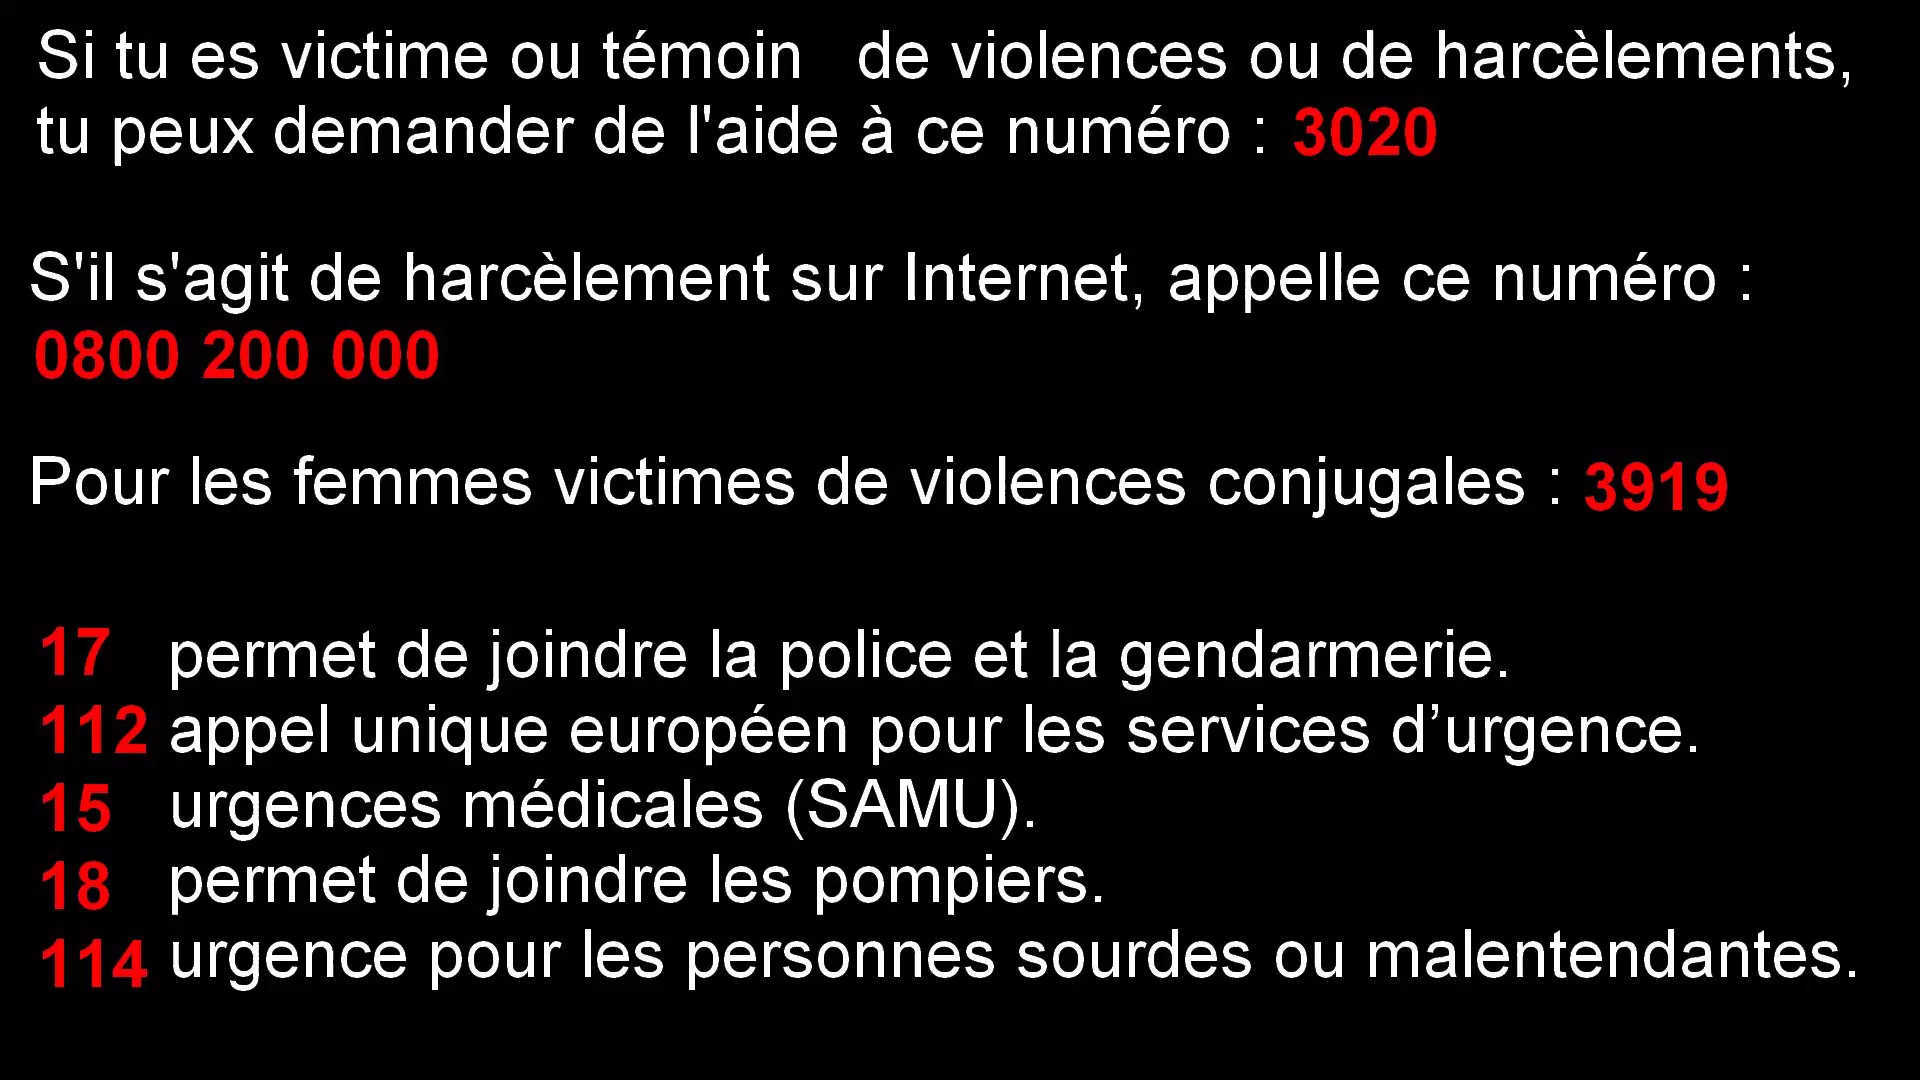 Si tu es victime ou témoin de violences ou de harcèlements,
tu peux demander de l'aide à ce numéro : 3020
S'il s'agit de harcèlement sur Internet, appelle ce numéro :
0800 200 000
Pour les femmes victimes de violences conjugales : 3919
17 permet de joindre la police et la gendarmerie.
112 appel unique européen pour les services d’urgence.
15 urgences médicales (SAMU).
18 permet de joindre les pompiers.
114 urgence pour les personnes sourdes ou malentendantes.